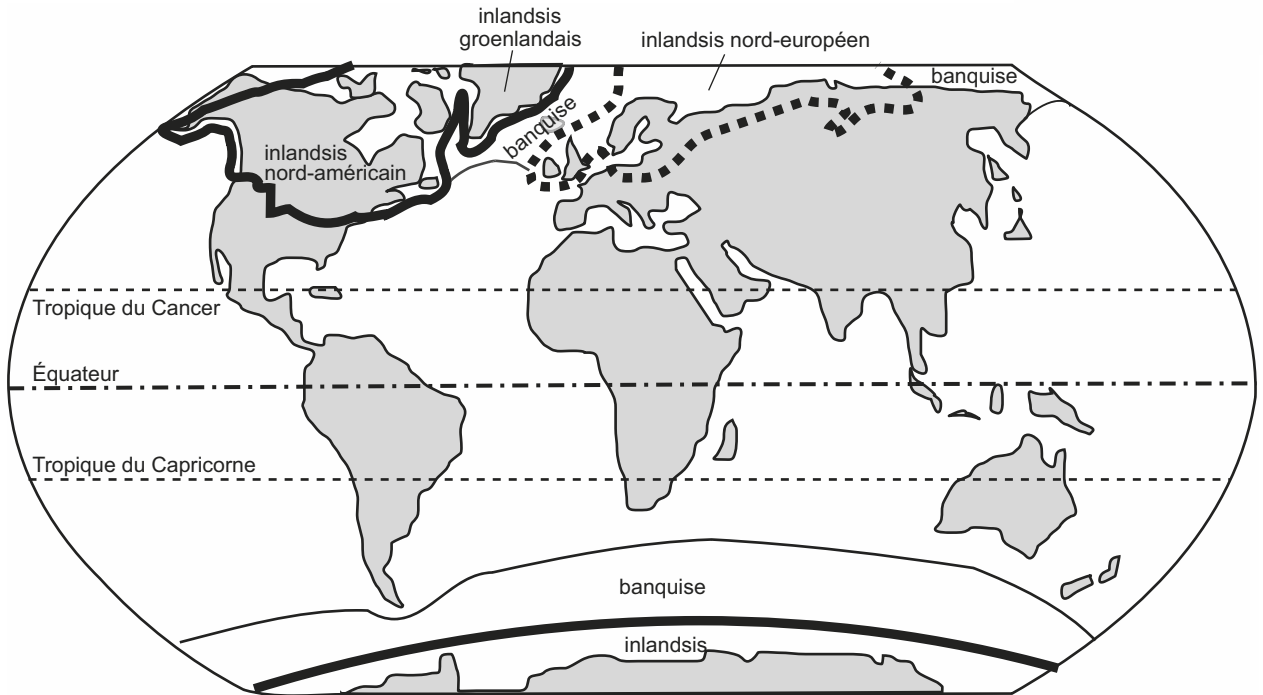 inlandsis
groenlandais
inlandsis nord-européen
banquise
banquise
inlandsis
nord-américain
Tropique du Cancer
Équateur
Tropique du Capricorne
banquise
inlandsis